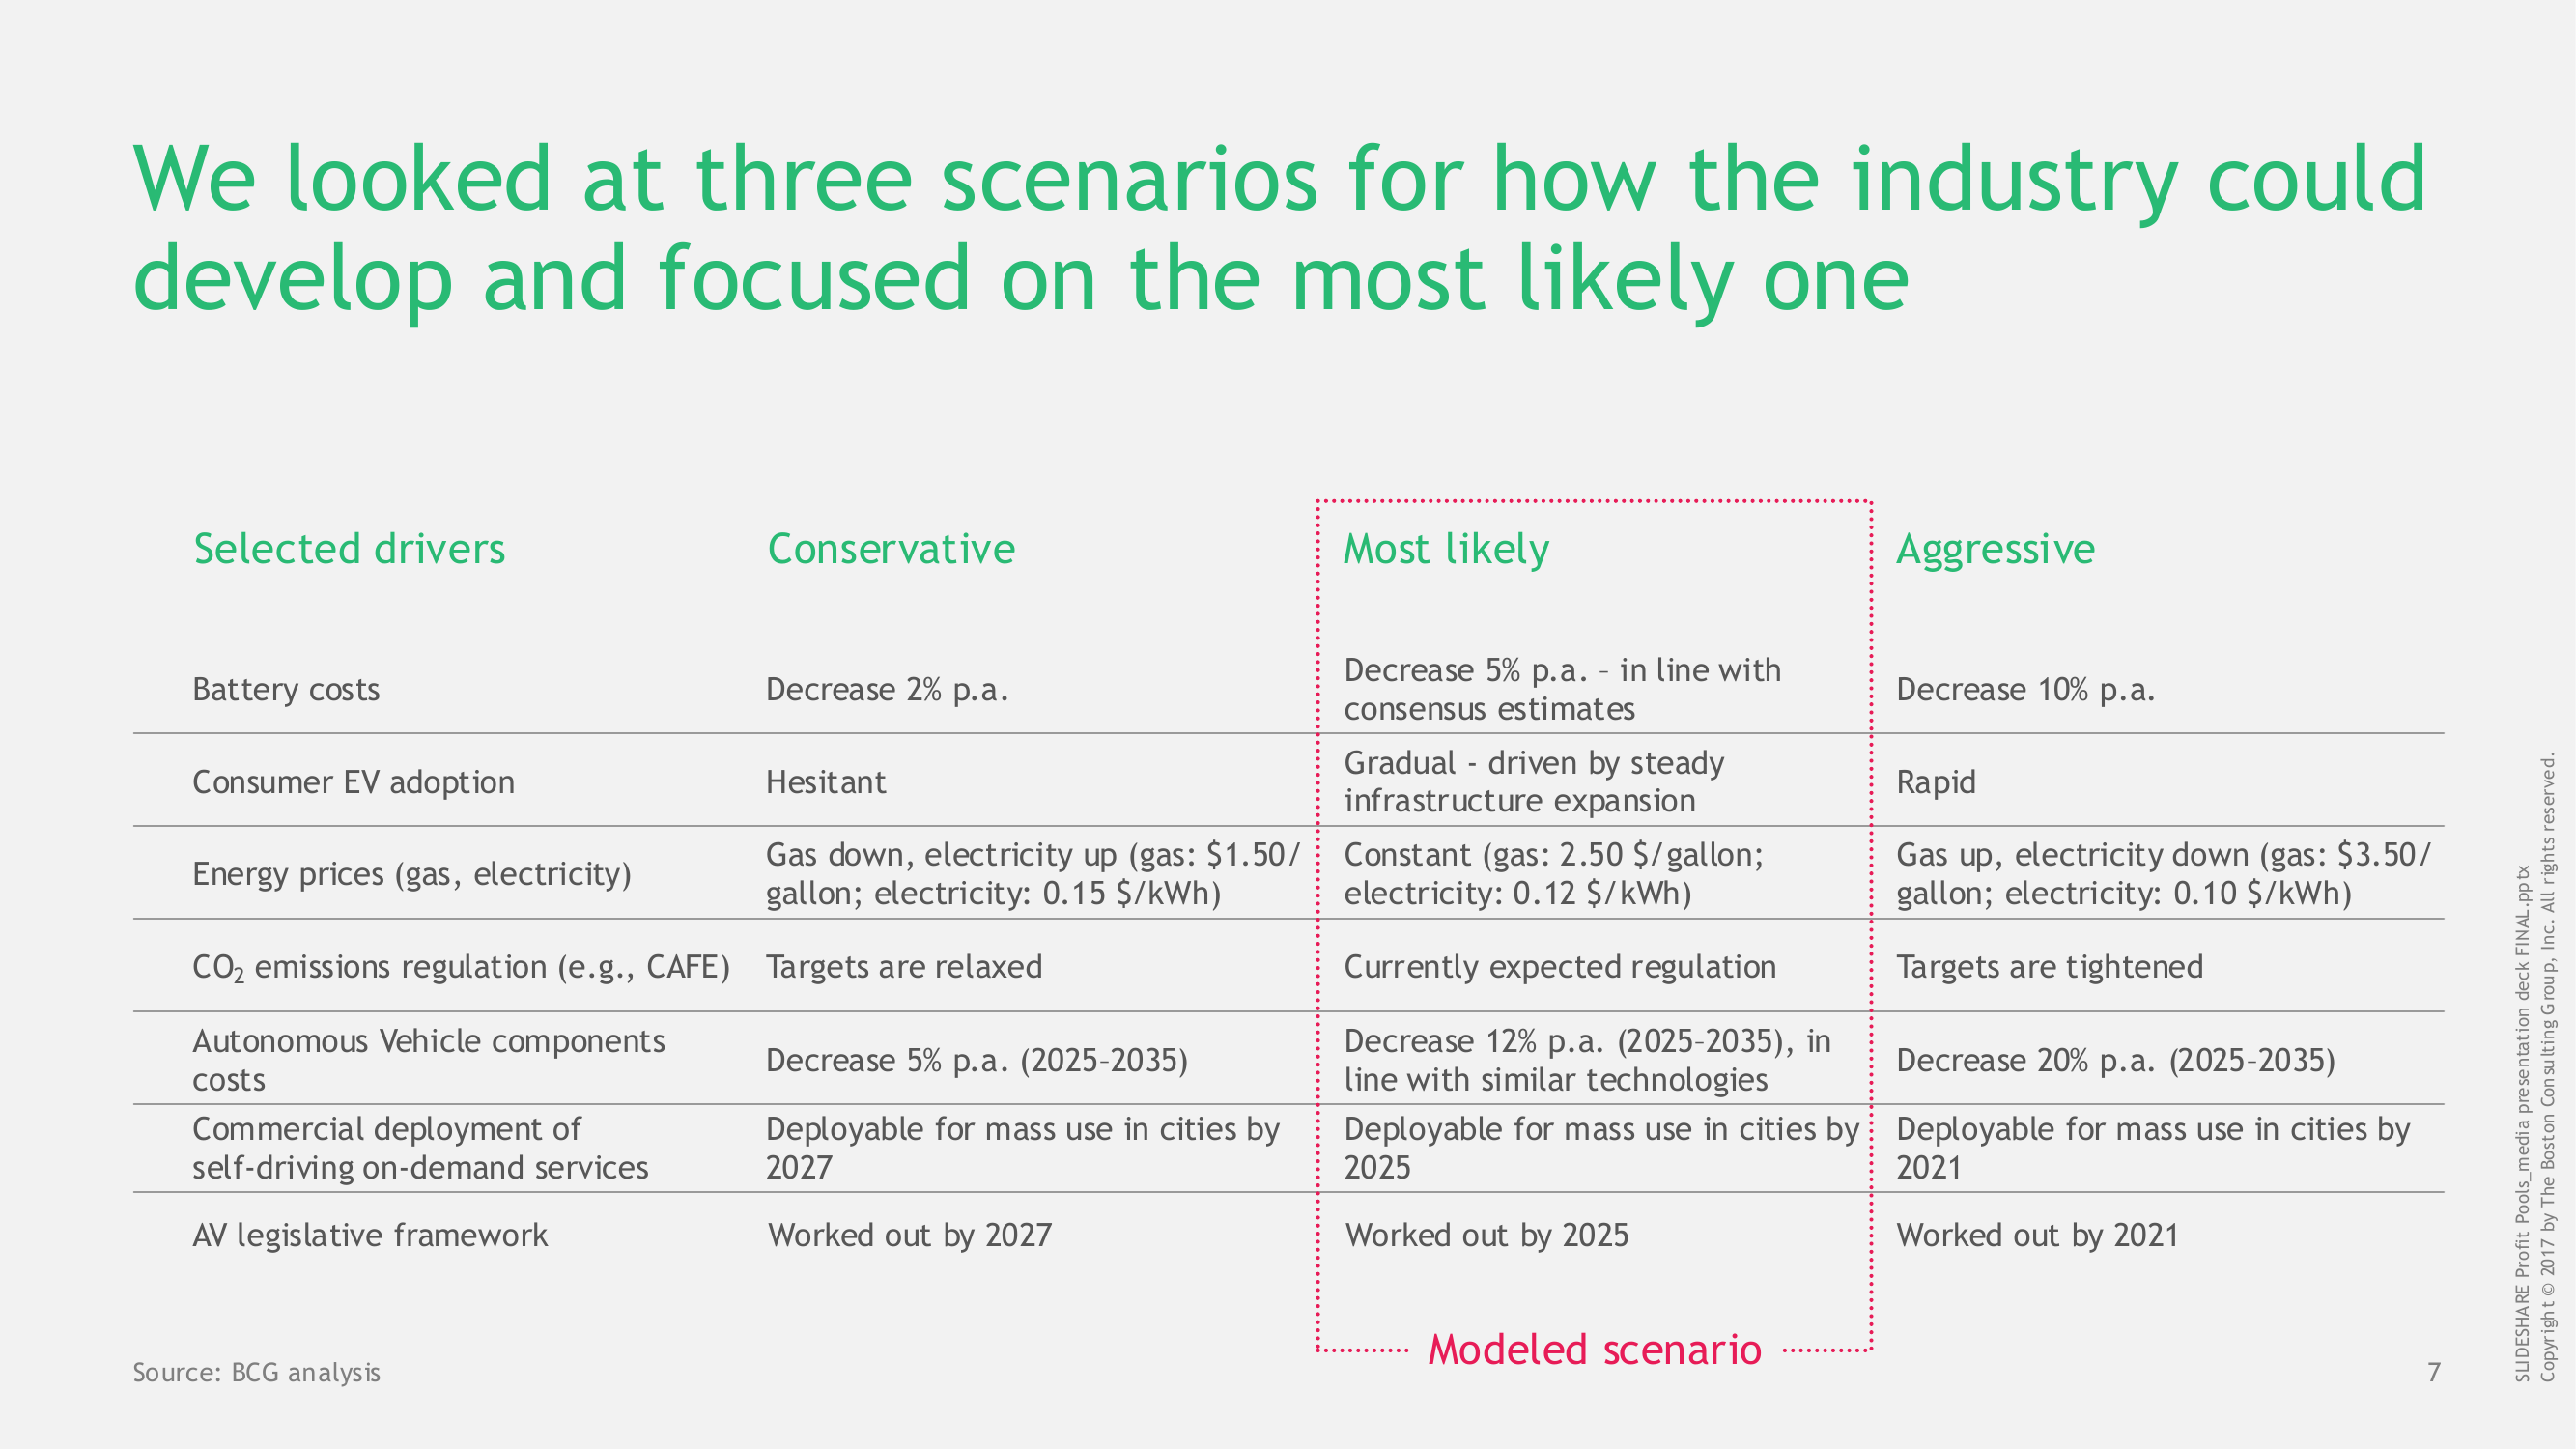 We looked at three scenarios for how the industry could
develop and focused on the most likely one
Selected drivers
Conservative
Most likely
Aggressive
Battery costs
Decrease 2% p.a.
Decrease 5% p.a. – in line with
consensus estimates
Decrease 10% p.a.
Consumer EV adoption
Hesitant
Gradual - driven by steady
infrastructure expansion
Rapid
Energy prices (gas, electricity)
Gas down, electricity up (gas: $1.50/
gallon; electricity: 0.15 $/kWh)
Constant (gas: 2.50 $/gallon;
electricity: 0.12 $/kWh)
Gas up, electricity down (gas: $3.50/
gallon; electricity: 0.10 $/kWh)
CO₂ emissions regulation (e.g., CAFE)
Targets are relaxed
Currently expected regulation
Targets are tightened
Autonomous Vehicle components
costs
Decrease 5% p.a. (2025–2035)
Decrease 12% p.a. (2025–2035), in
line with similar technologies
Decrease 20% p.a. (2025–2035)
Commercial deployment of
self-driving on-demand services
Deployable for mass use in cities by
2027
Deployable for mass use in cities by
2025
Deployable for mass use in cities by
2021
AV legislative framework
Worked out by 2027
Worked out by 2025
Worked out by 2021
Modeled scenario
Source: BCG analysis
7
SLIDESHARE Profit Pools_media presentation deck FINAL.pptx
Copyright © 2017 by The Boston Consulting Group, Inc. All rights reserved.